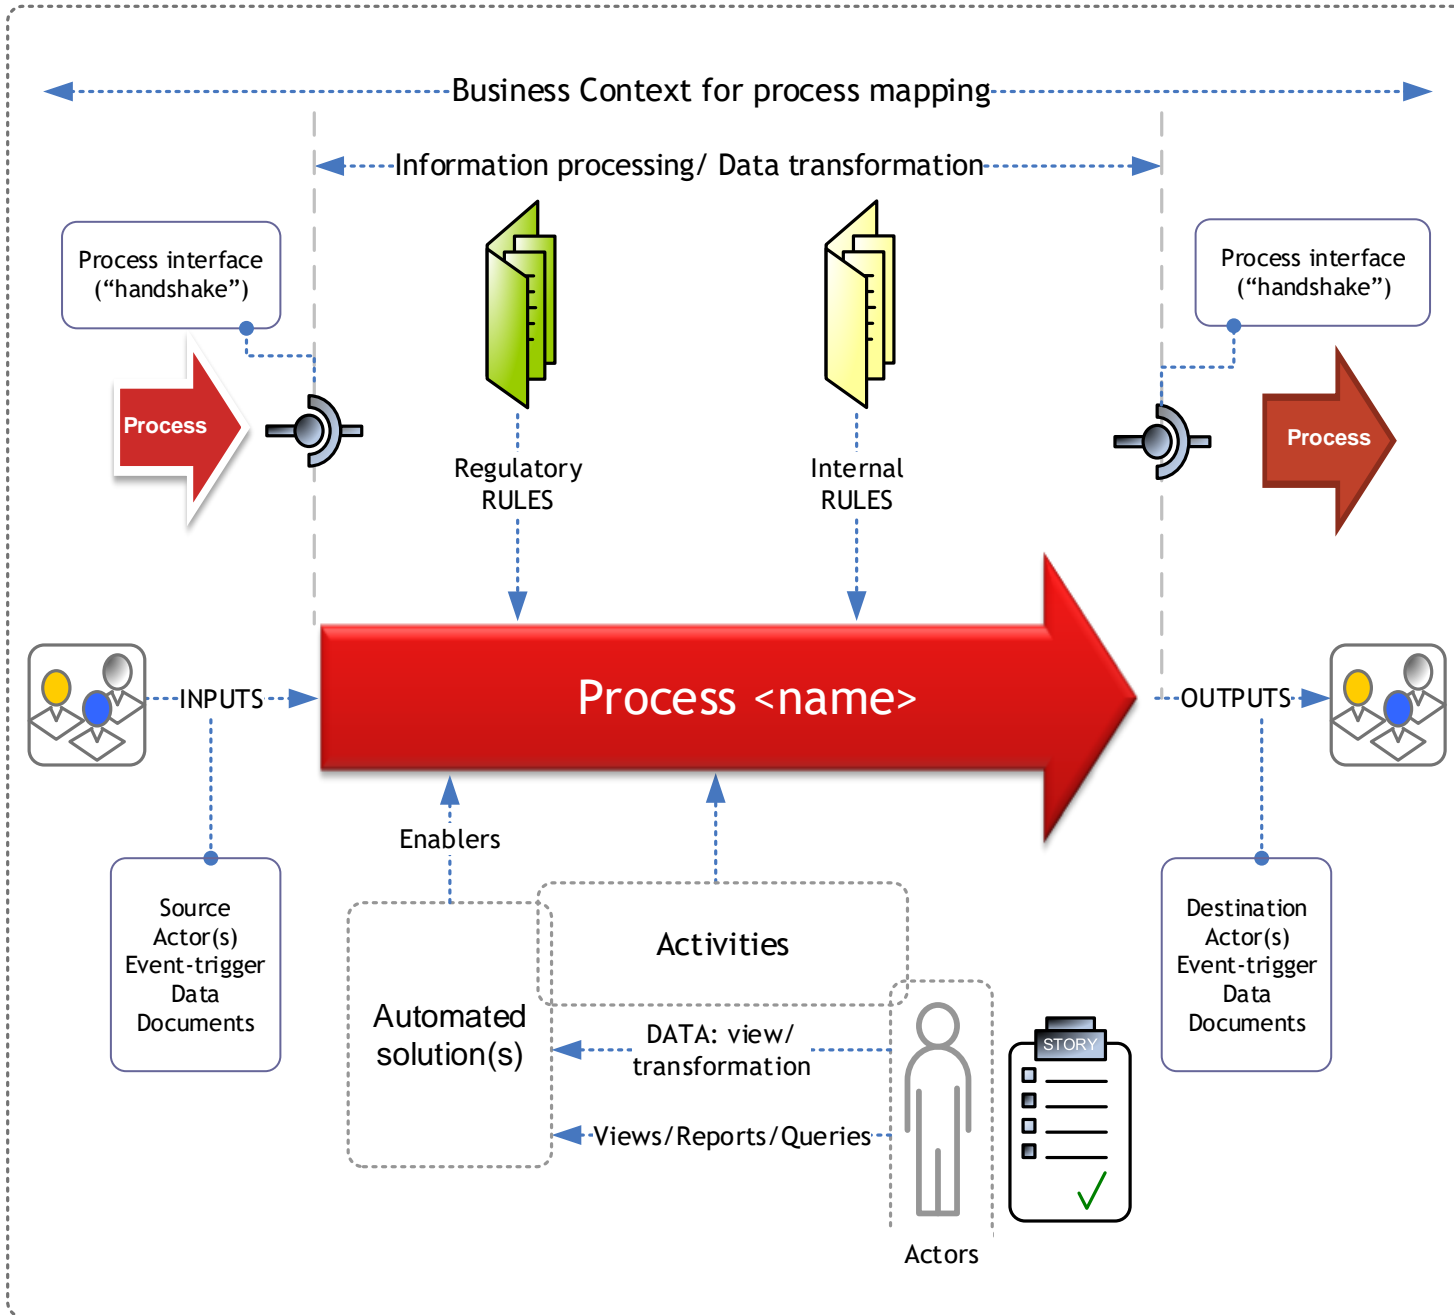 Business Context for process mapping
Information processing/ Data transformation
Process interface
(“handshake”)
Process interface
(“handshake”)
Process
Process
Regulatory
RULES
Internal
RULES
INPUTS
Process <name>
OUTPUTS
Enablers
Source
Actor(s)
Event-trigger
Data
Documents
Activities
Automated
solution(s)
DATA: view/
transformation
Views/Reports/Queries
STORY
Actors
Destination
Actor(s)
Event-trigger
Data
Documents